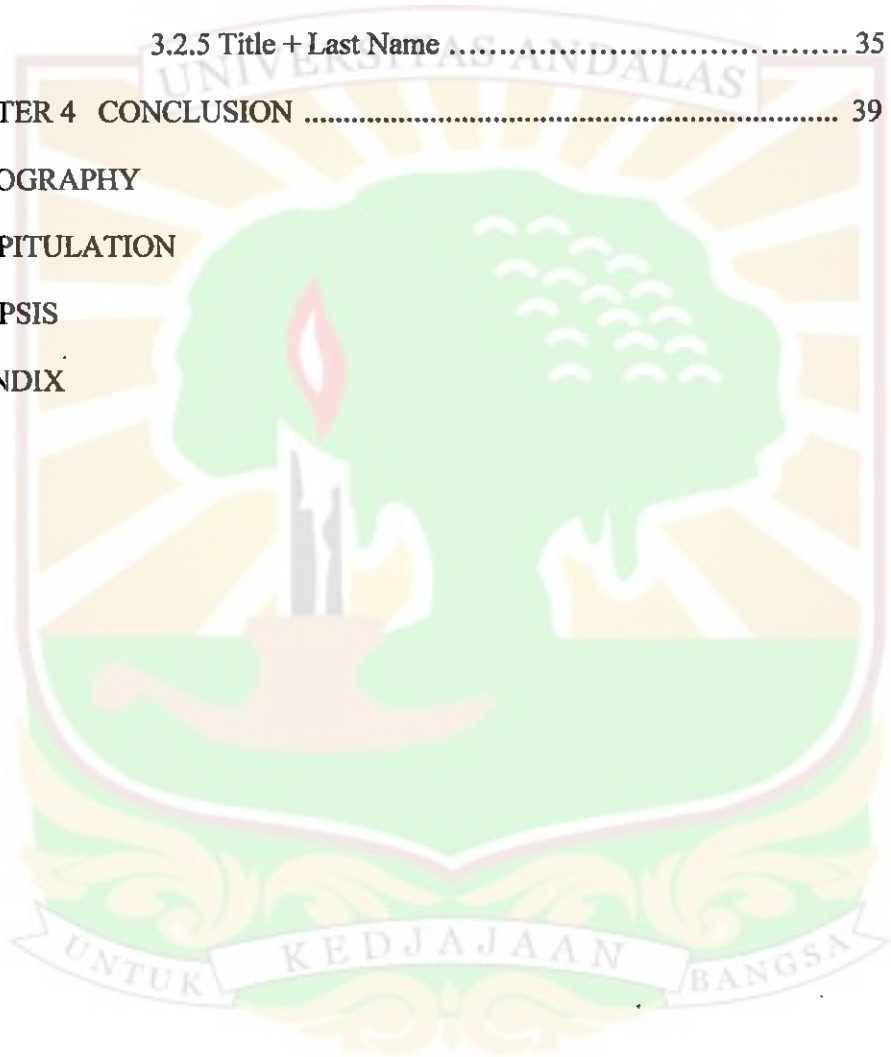 3.2.5 Title + Last Name ........................................ 35
UNIVERSITAS ANDALAS
TER 4 CONCLUSION ................................................................ 39
OGRAPHY
PITULATION
PSIS
NDIX
UNTUK KEDJAJAAN BANGSA